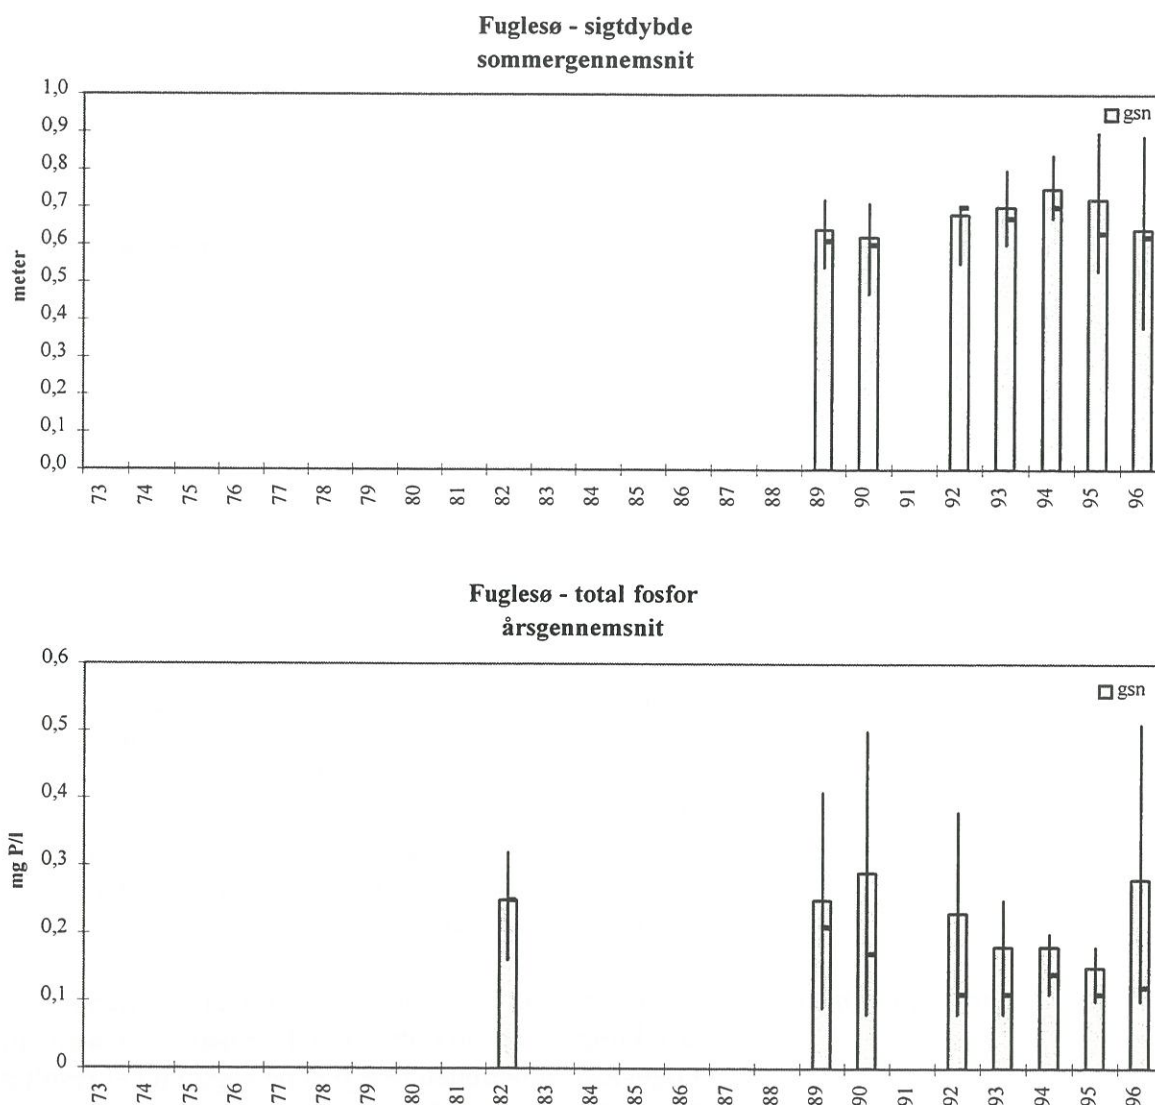 Fuglesø - sigtdybde
sommergennemsnit
1,0
0,9
0,8
0,7
0,6
0,5
0,4
0,3
0,2
0,1
0,0
meter
gsn
73 74 75 76 77 78 79 80 81 82 83 84 85 86 87 88 89 90 91 92 93 94 95 96
Fuglesø - total fosfor
årsgennemsnit
0,6
0,5
0,4
0,3
0,2
0,1
0
mg P/l
gsn
73 74 75 76 77 78 79 80 81 82 83 84 85 86 87 88 89 90 91 92 93 94 95 96